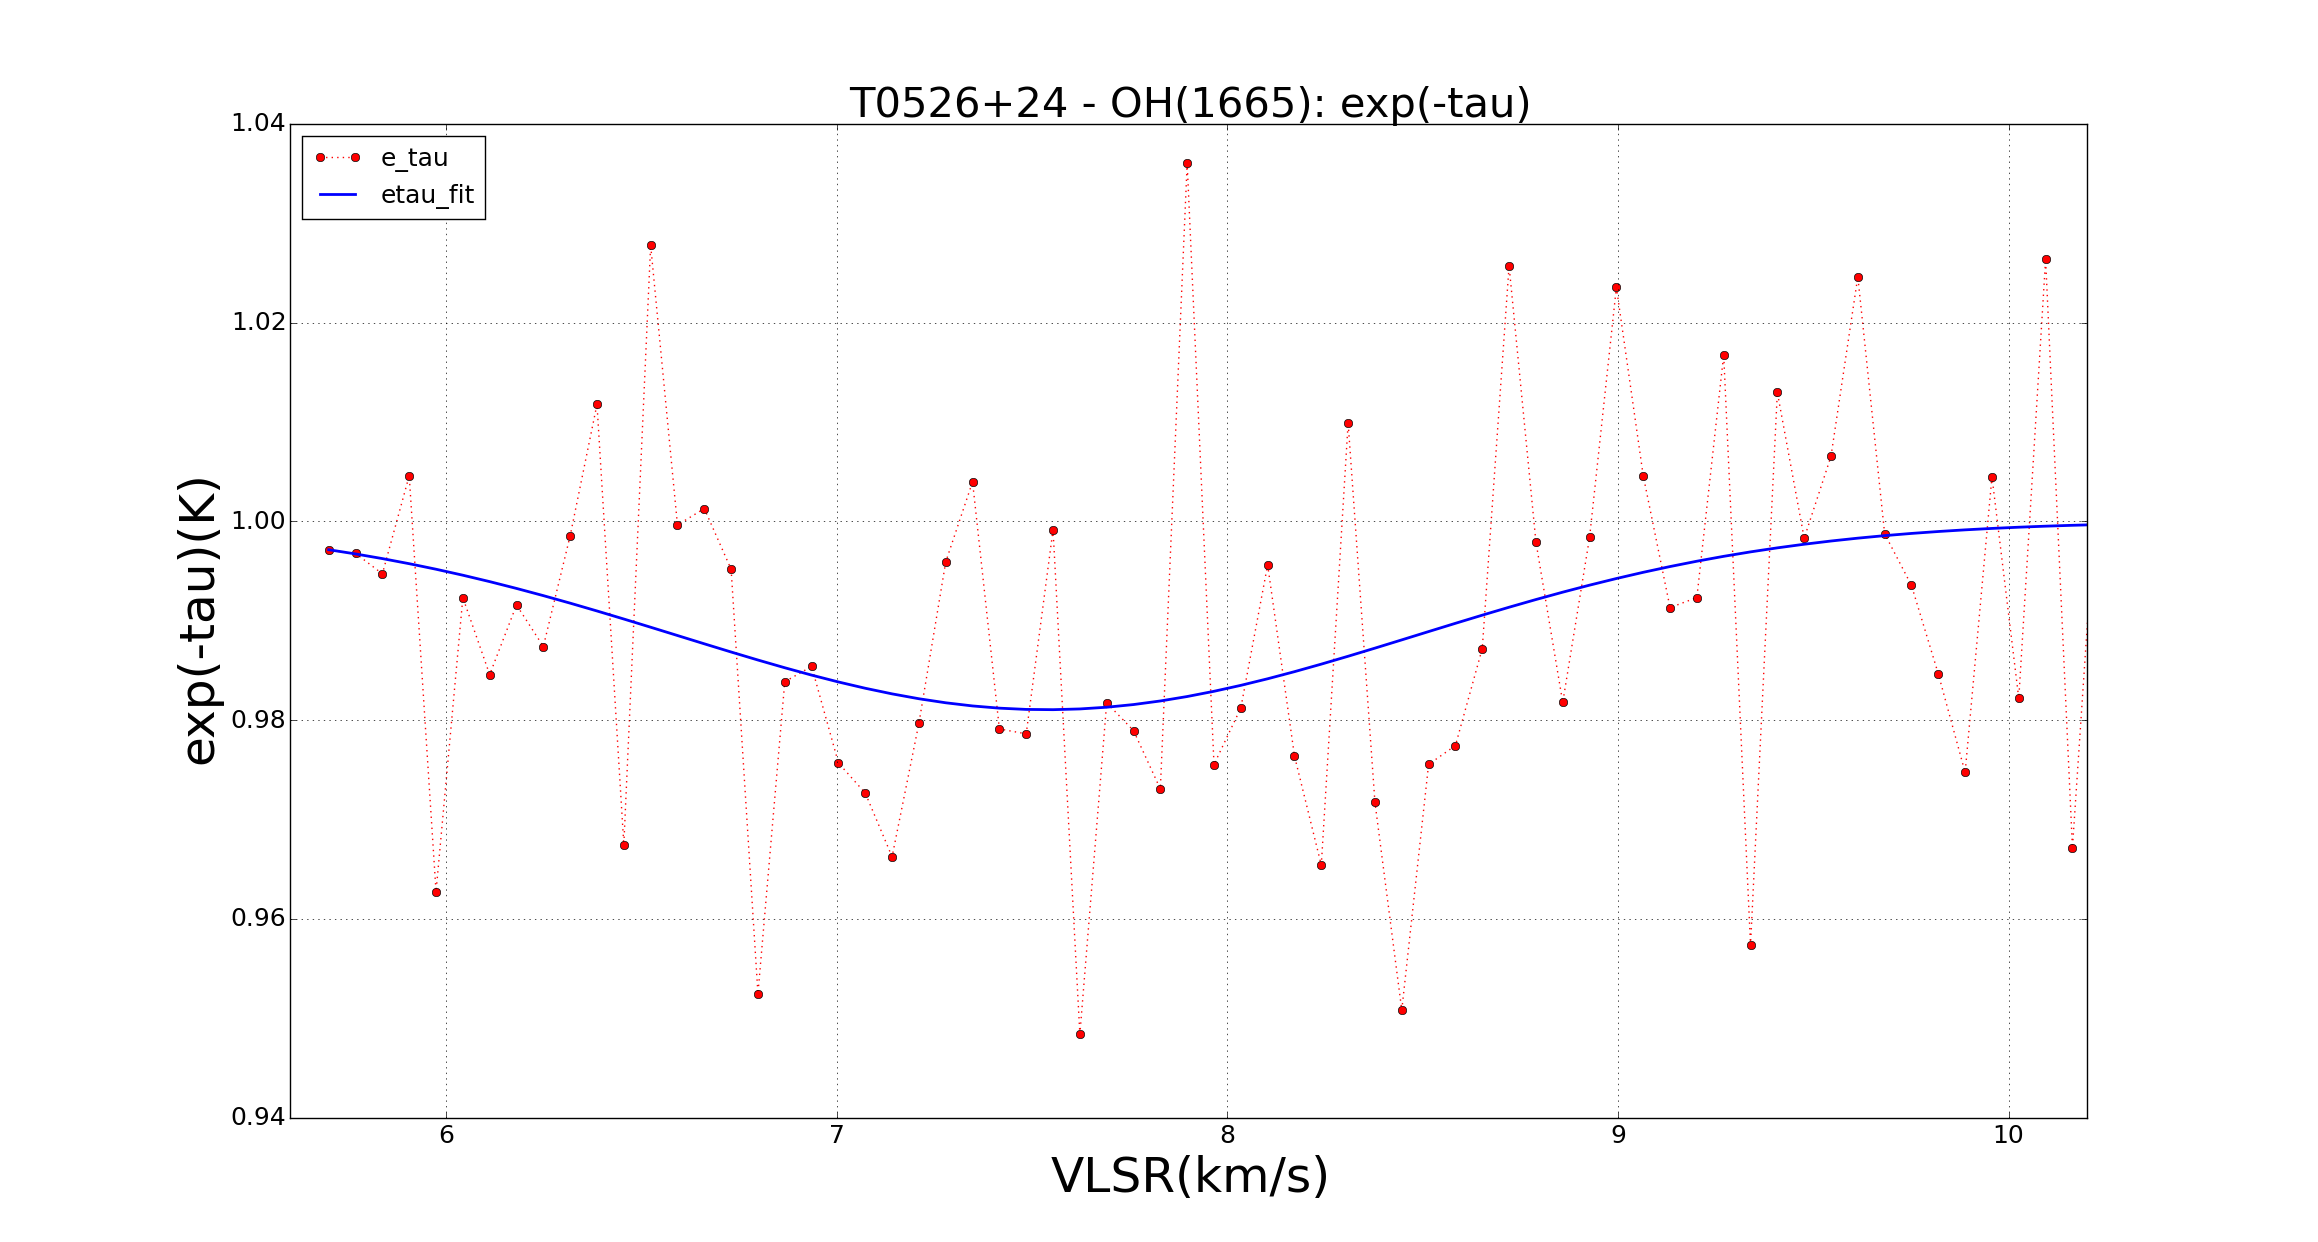 T0526+24 - OH(1665): exp(-tau)
e_tau
etau_fit
exp(-tau)(K)
1.04
1.02
1.00
0.98
0.96
0.94
6 7 8 9 10
VLSR(km/s)